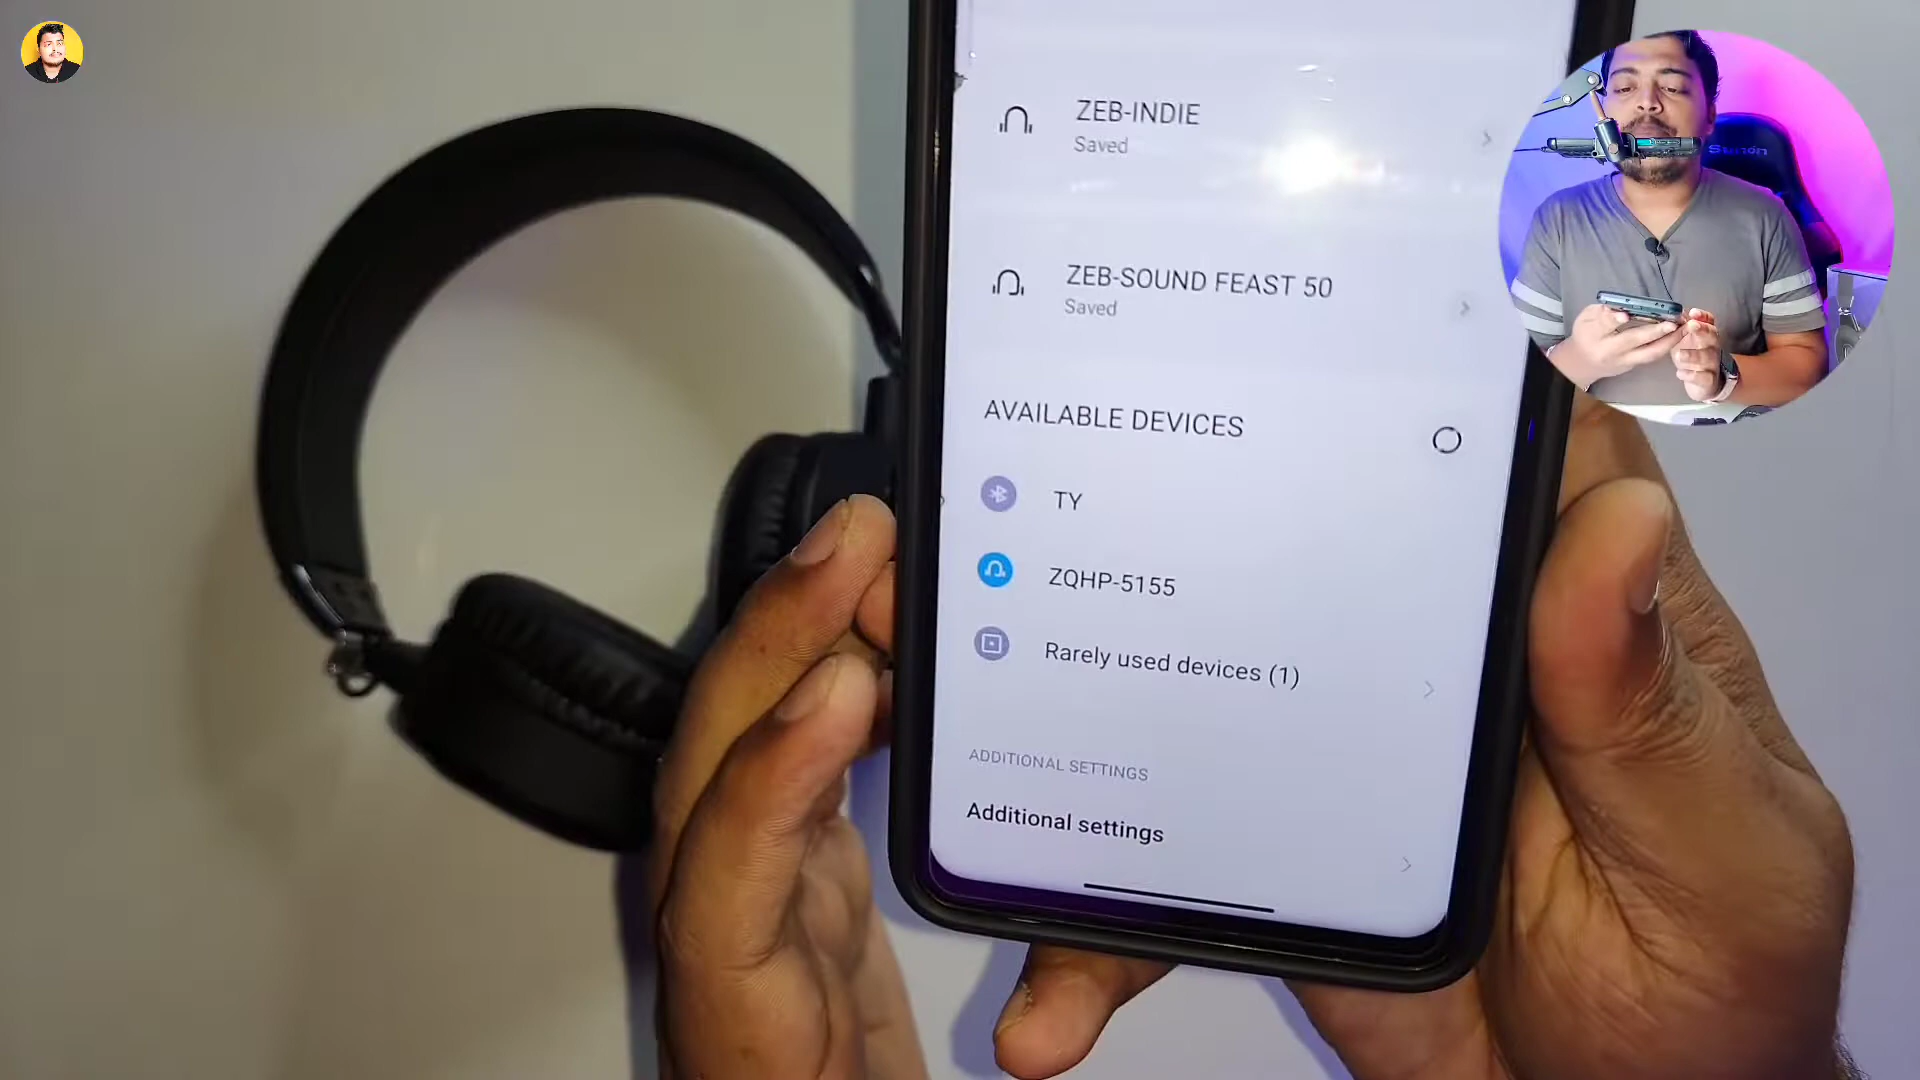 ZEB-INDIE
Saved
ZEB-SOUND FEAST 50
Saved
AVAILABLE DEVICES
TY
ZQHP-5155
Rarely used devices (1)
ADDITIONAL SETTINGS
Additional settings